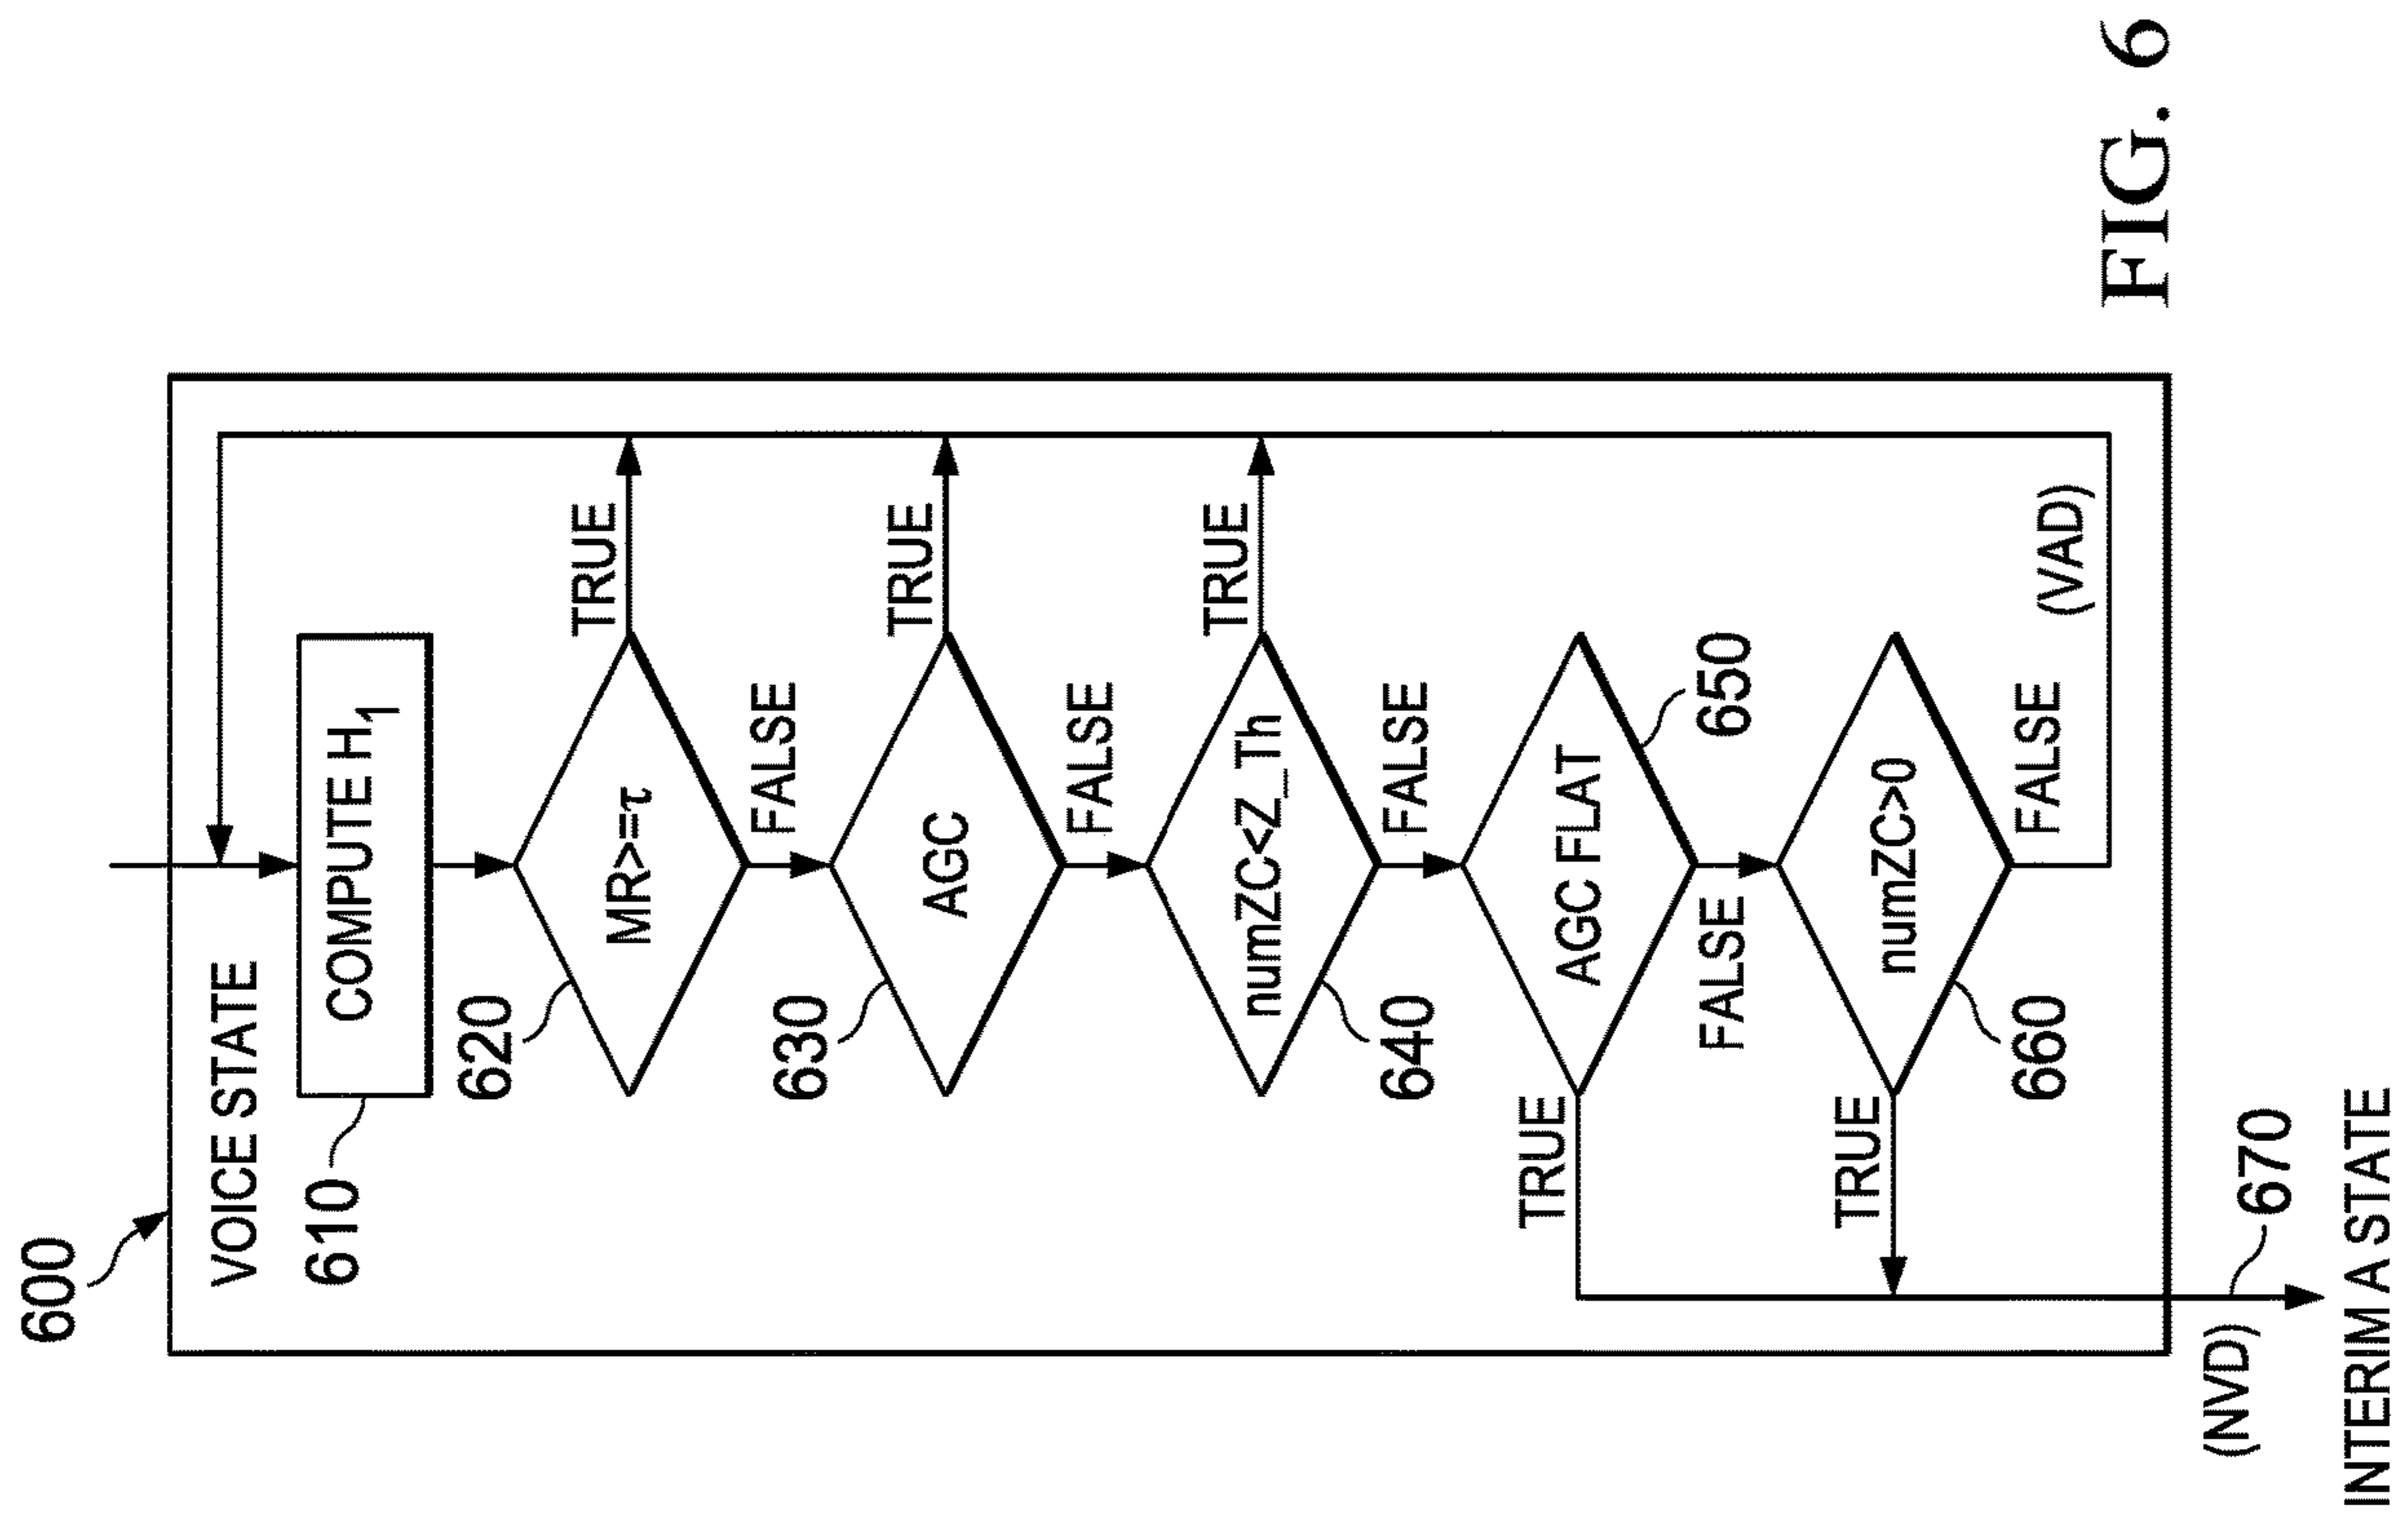 600
VOICE STATE
610
COMPUTE H1
620
MR>=τ
TRUE
FALSE
630
AGC
TRUE
FALSE
numZC<Z_Th
TRUE
640
FALSE
AGC FLAT
650
TRUE
FALSE
numZC>0
TRUE
660
FALSE
(VAD)
(NVD)
670
INTERIM A STATE
FIG. 6